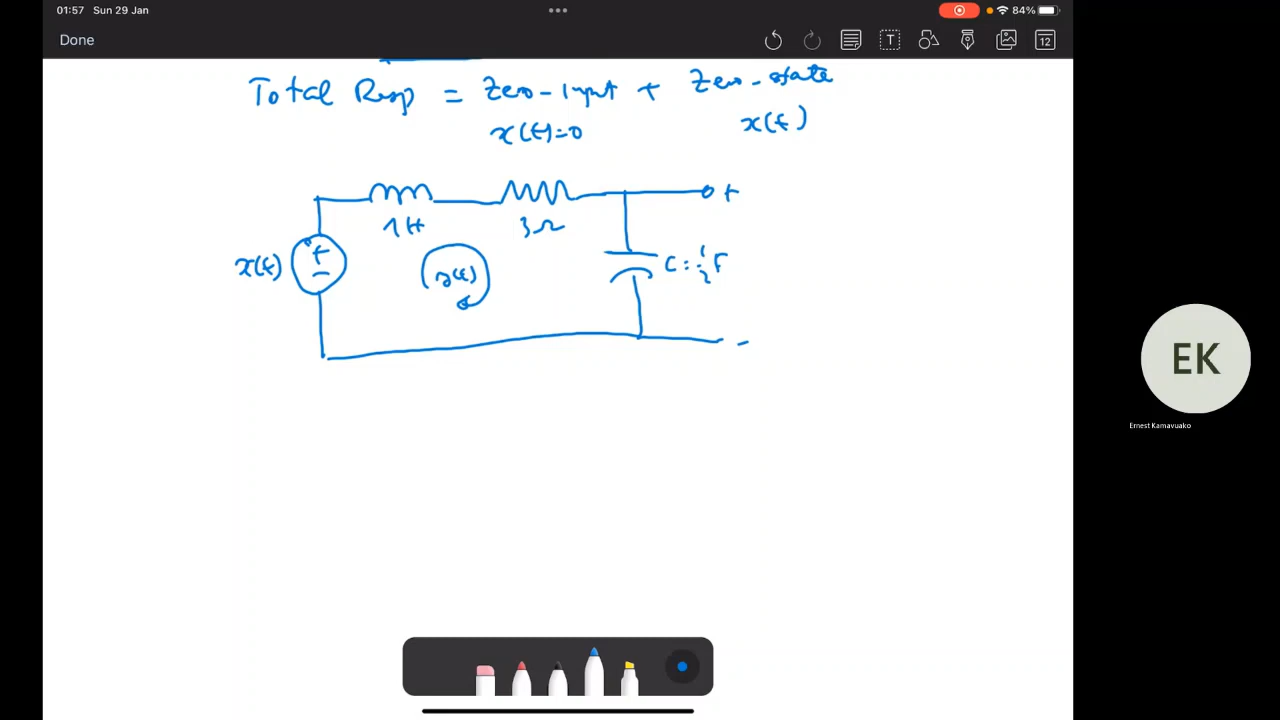 01:57 Sun 29 Jan
84%
Done
T
12
Total Resp = Zero-Input + Zero-state
x(t)=0 x(t)
+
1H 3Ω
x(t) + − y(t) C=½F
-
EK
Ernest Kamavuako